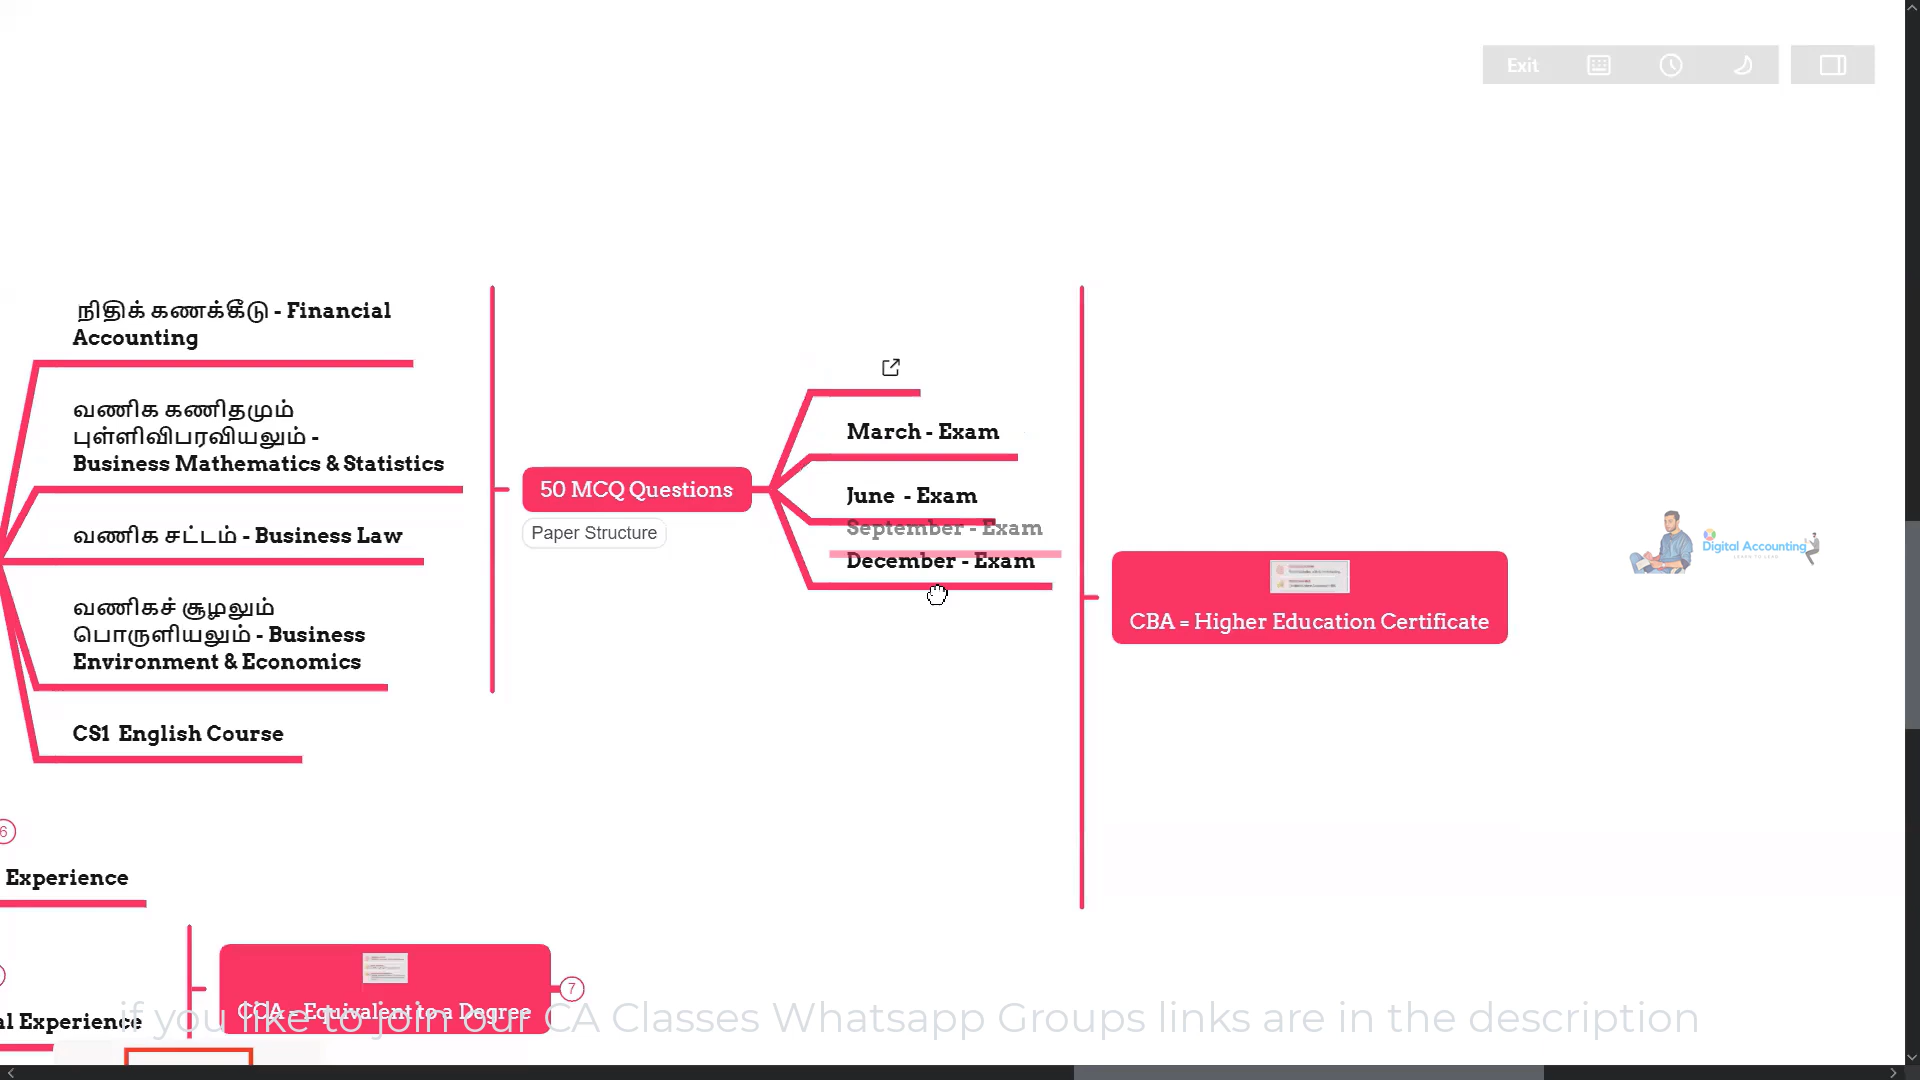 Exit
நிதிக் கணக்கீடு - Financial
Accounting
வணிக கணிதமும்
புள்ளிவிபரவியலும் -
Business Mathematics & Statistics
வணிக சட்டம் - Business Law
வணிகச் சூழலும்
பொருளியலும் - Business
Environment & Economics
CS1 English Course
50 MCQ Questions
Paper Structure
March - Exam
June - Exam
September - Exam
December - Exam
CBA = Higher Education Certificate
Digital Accounting
6
Experience
al Experience
CCA - Equivalent to a Degree
7
if you like to join our CA Classes Whatsapp Groups links are in the description